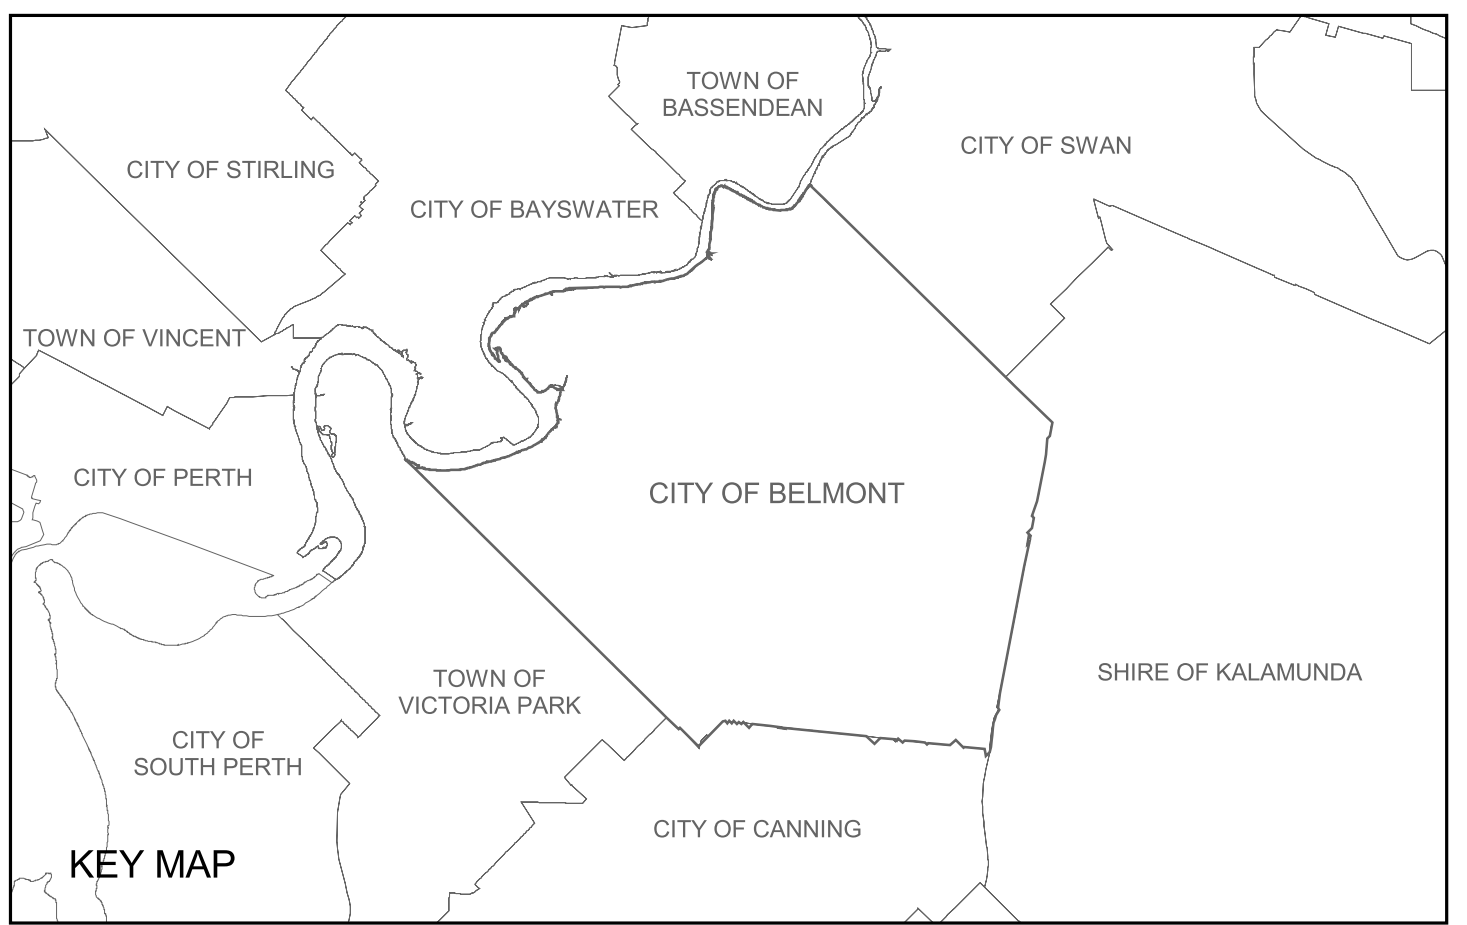 TOWN OF
BASSENDEAN
CITY OF SWAN
CITY OF STIRLING
CITY OF BAYSWATER
TOWN OF VINCENT
CITY OF PERTH
CITY OF BELMONT
SHIRE OF KALAMUNDA
TOWN OF
VICTORIA PARK
CITY OF
SOUTH PERTH
CITY OF CANNING
KEY MAP